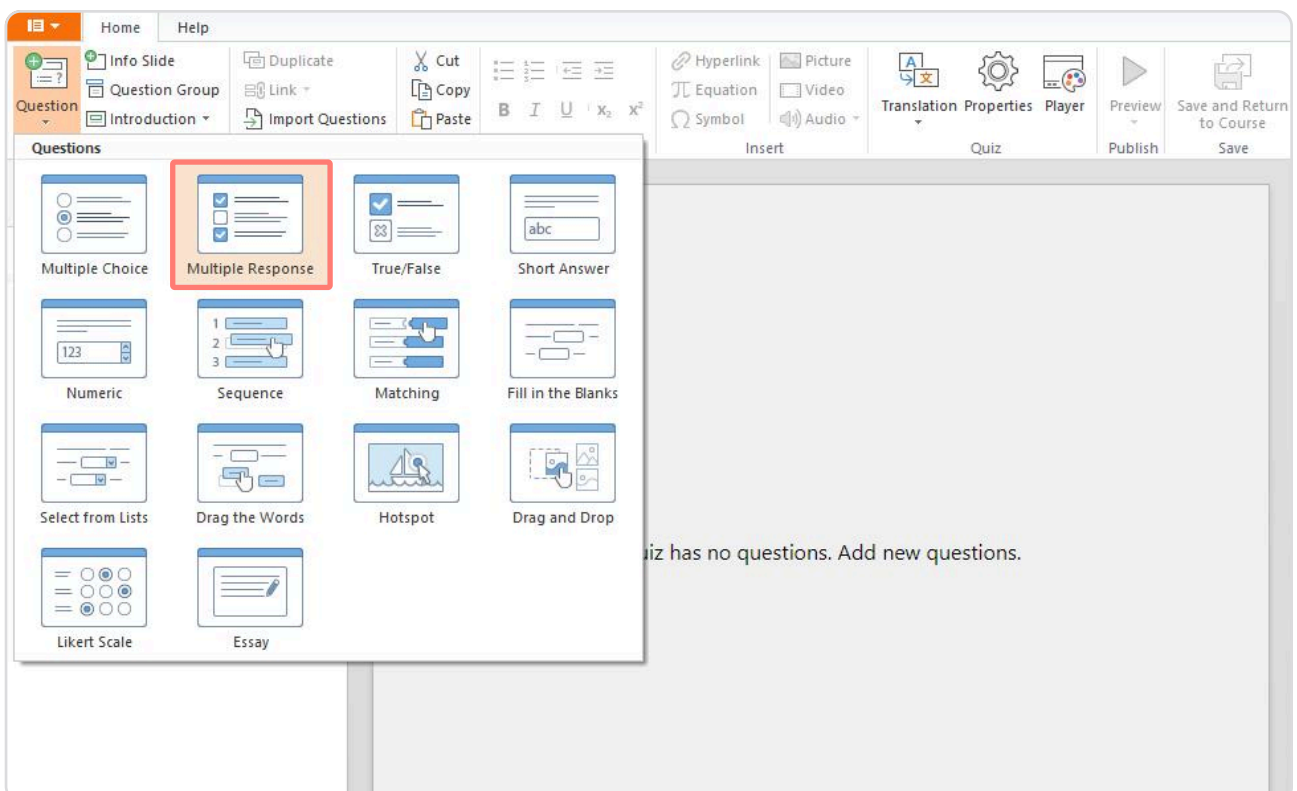 Home Help
Info Slide Duplicate Cut Hyperlink Picture
Question Group Link Copy Equation Video
Question Introduction Import Questions Paste B I U X₂ X² Symbol Audio Translation Properties Player Preview Save and Return to Course
Insert Quiz Publish Save
Questions
Multiple Choice Multiple Response True/False Short Answer
abc
123
1
2
3
Numeric Sequence Matching Fill in the Blanks
Select from Lists Drag the Words Hotspot Drag and Drop
uiz has no questions. Add new questions.
Likert Scale Essay